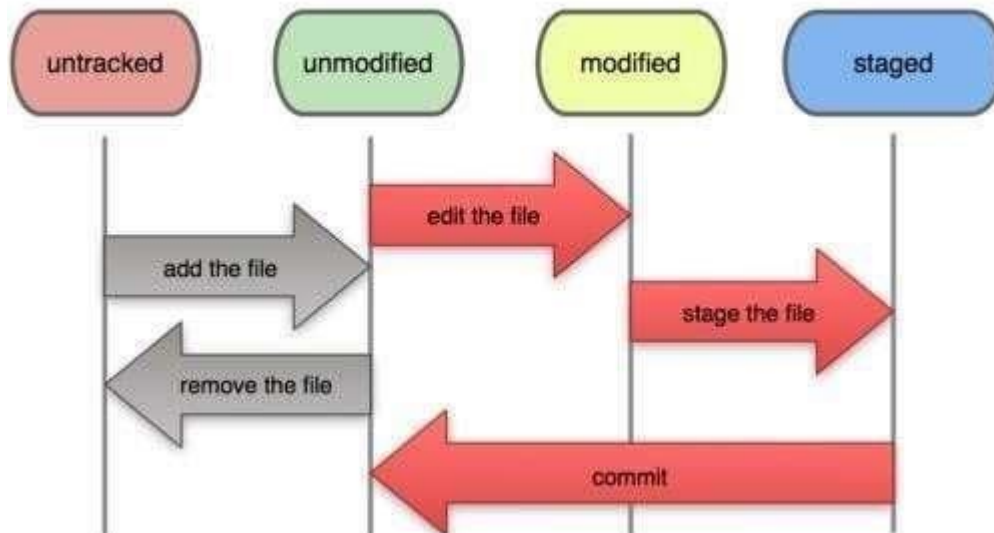 untracked
unmodified
modified
staged
edit the file
add the file
stage the file
remove the file
commit